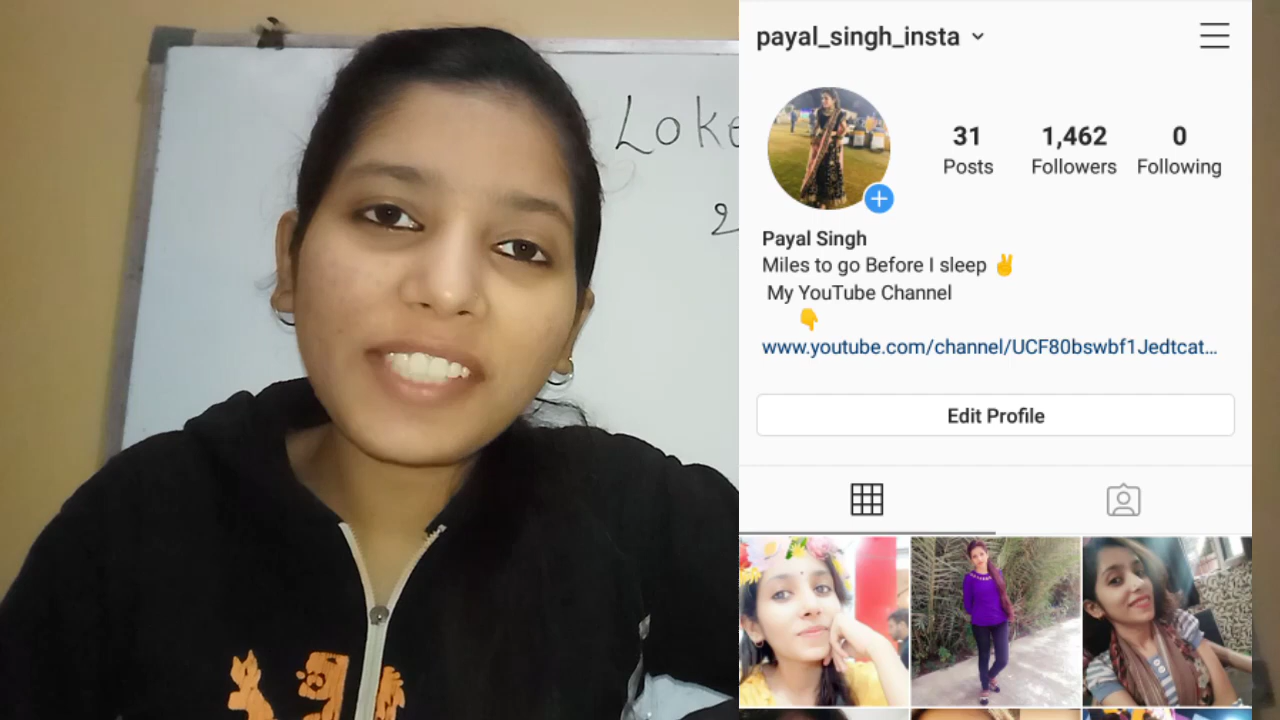 Loke
2
payal_singh_insta
31
1,462
0
Posts
Followers
Following
Payal Singh
Miles to go Before I sleep ✌
My YouTube Channel
👇
www.youtube.com/channel/UCF80bswbf1Jedtcat...
Edit Profile